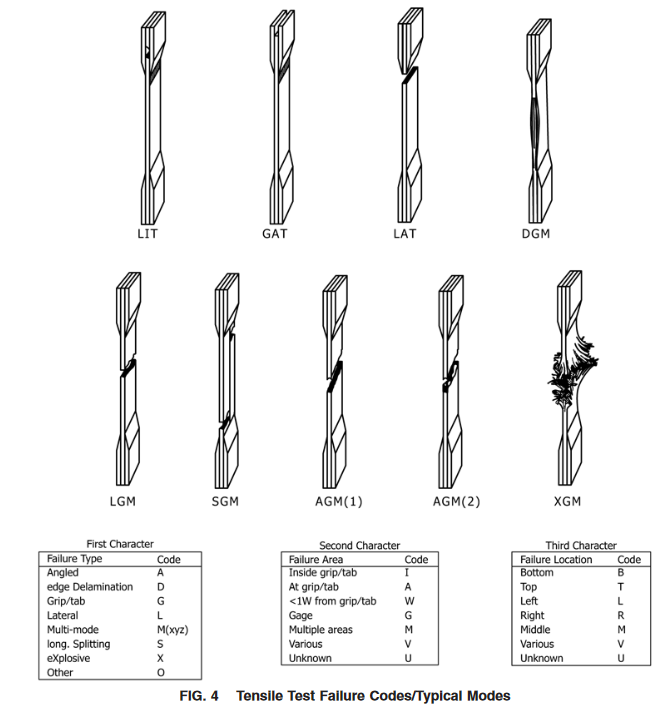 LIT GAT LAT DGM
LGM SGM AGM(1) AGM(2) XGM
First Character
Failure Type Code
Angled A
edge Delamination D
Grip/tab G
Lateral L
Multi-mode M(xyz)
long. Splitting S
eXplosive X
Other O
Second Character
Failure Area Code
Inside grip/tab I
At grip/tab A
<1W from grip/tab W
Gage G
Multiple areas M
Various V
Unknown U
Third Character
Failure Location Code
Bottom B
Top T
Left L
Right R
Middle M
Various V
Unknown U
FIG. 4 Tensile Test Failure Codes/Typical Modes